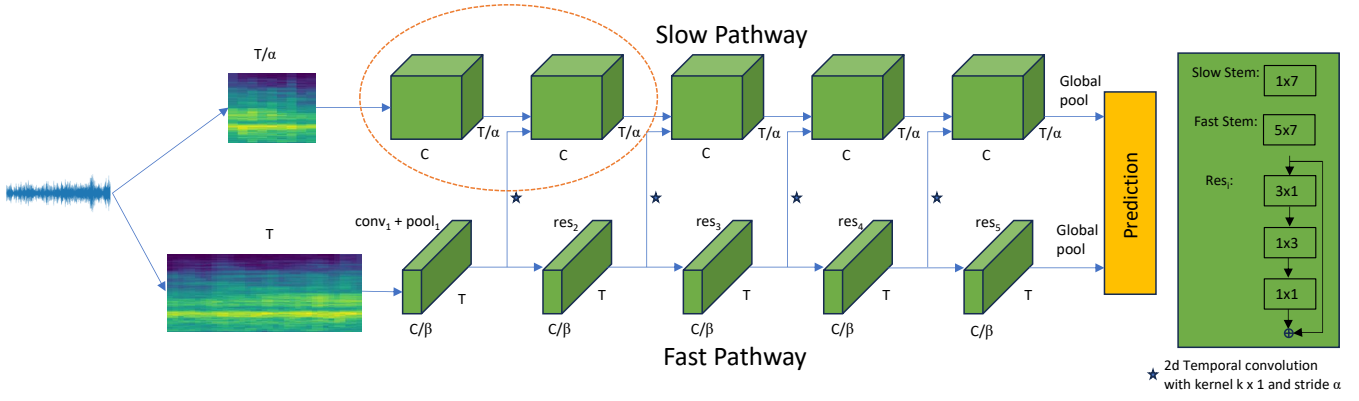 Slow Pathway
T/α
Global
pool
T/α
T/α
T/α
T/α
T/α
C
C
C
C
C
conv₁ + pool₁
res₂
res₃
res₄
res₅
T
Global
pool
T
T
T
T
T
C/β
C/β
C/β
C/β
C/β
Fast Pathway
Prediction
Slow Stem:
1x7
Fast Stem:
5x7
Resᵢ:
3x1
1x3
1x1
2d Temporal convolution
with kernel k x 1 and stride α